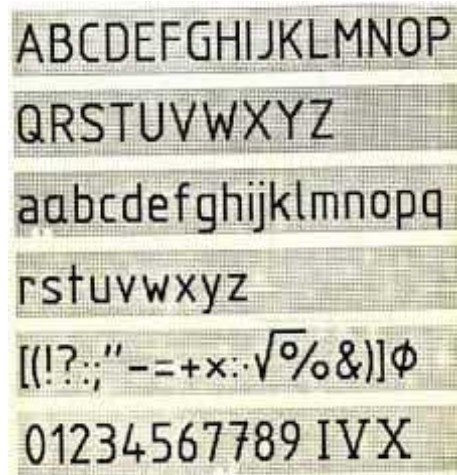 ABCDEFGHIJKLMNOP
QRSTUVWXYZ
aabcdefghijklmnopq
rstuvwxyz
[(!?:;"-=+×:·√%&)]Φ
0123456789 IVX